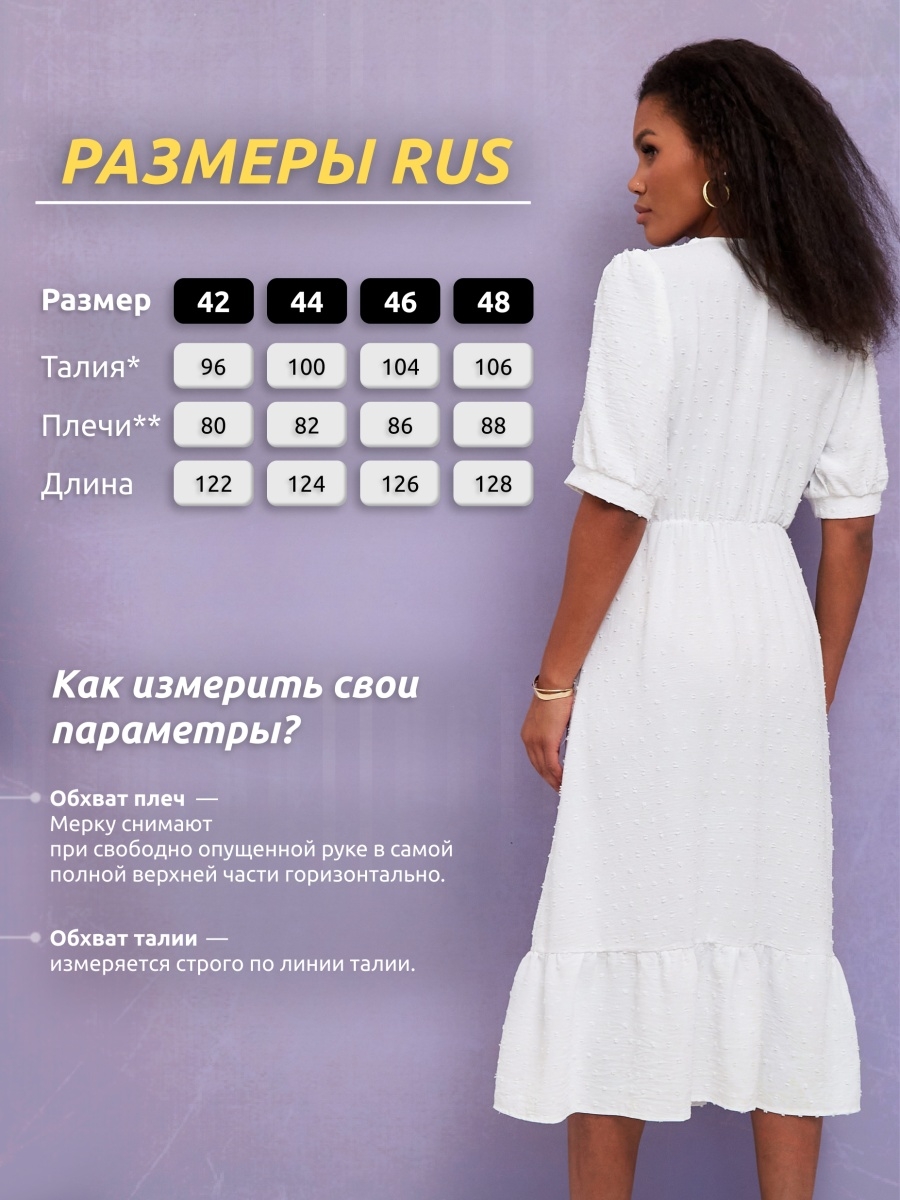 РАЗМЕРЫ RUS
Размер 42 44 46 48
Талия* 96 100 104 106
Плечи** 80 82 86 88
Длина 122 124 126 128
Как измерить свои
параметры?
Обхват плеч —
Мерку снимают
при свободно опущенной руке в самой
полной верхней части горизонтально.
Обхват талии —
измеряется строго по линии талии.